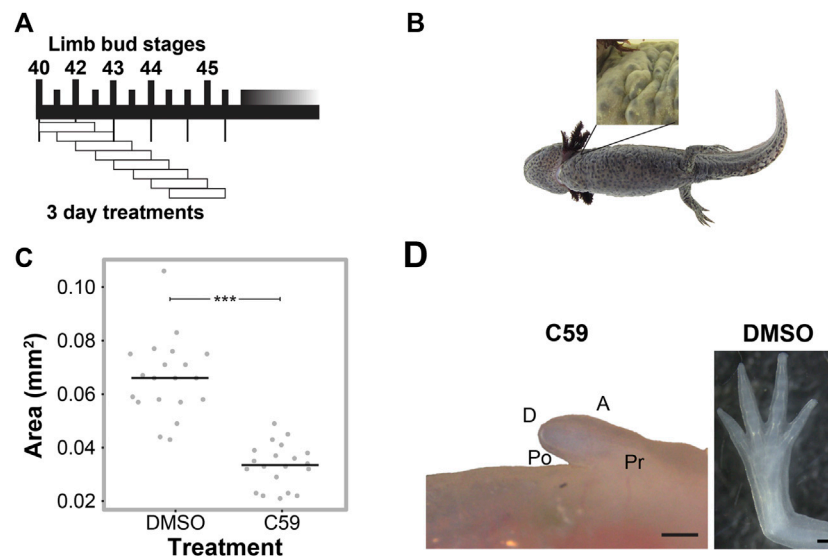 A
Limb bud stages
40 42 43 44 45
3 day treatments
B
C
0.10
0.08
0.06
0.04
0.02
Area (mm²)
***
DMSO C59
Treatment
D
C59
D
A
Po
Pr
DMSO